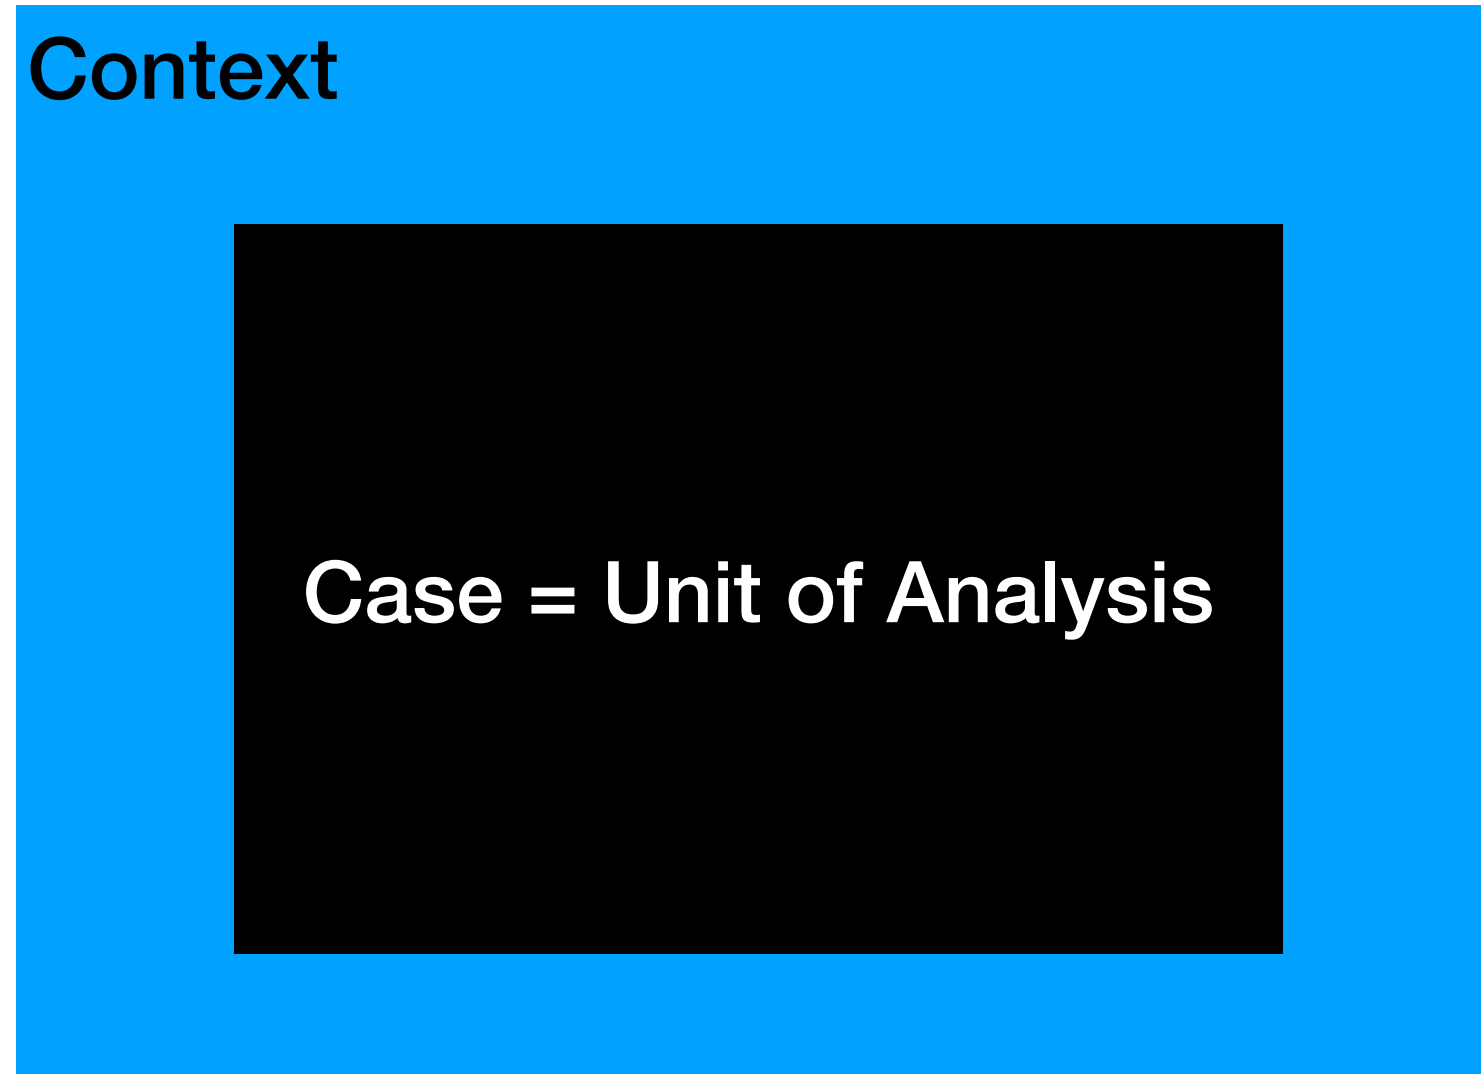 Context
Case = Unit of Analysis